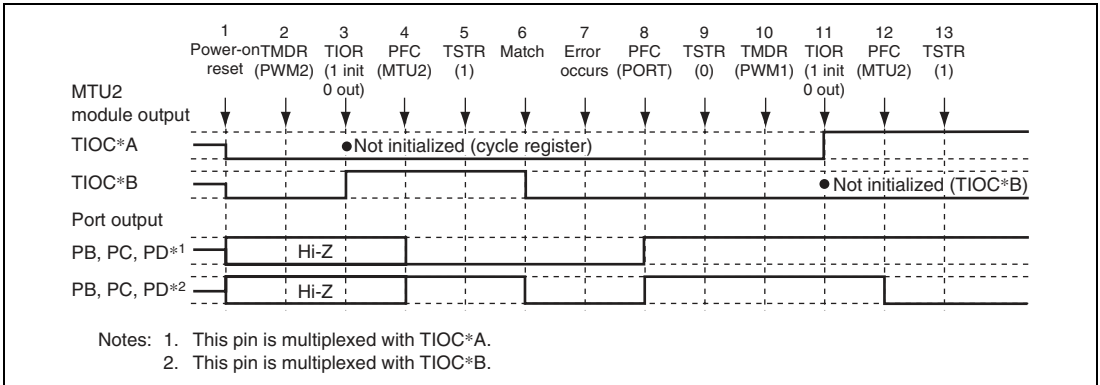 1 2 3 4 5 6 7 8 9 10 11 12 13
Power-on TMDR TIOR PFC TSTR Match Error PFC TSTR TMDR TIOR PFC TSTR
reset (PWM2) (1 init (MTU2) (1) occurs (PORT) (0) (PWM1) (1 init (MTU2) (1)
0 out) 0 out)
MTU2
module output
TIOC*A
●Not initialized (cycle register)
TIOC*B
● Not initialized (TIOC*B)
Port output
PB, PC, PD*1
Hi-Z
PB, PC, PD*2
Hi-Z
Notes: 1. This pin is multiplexed with TIOC*A.
2. This pin is multiplexed with TIOC*B.